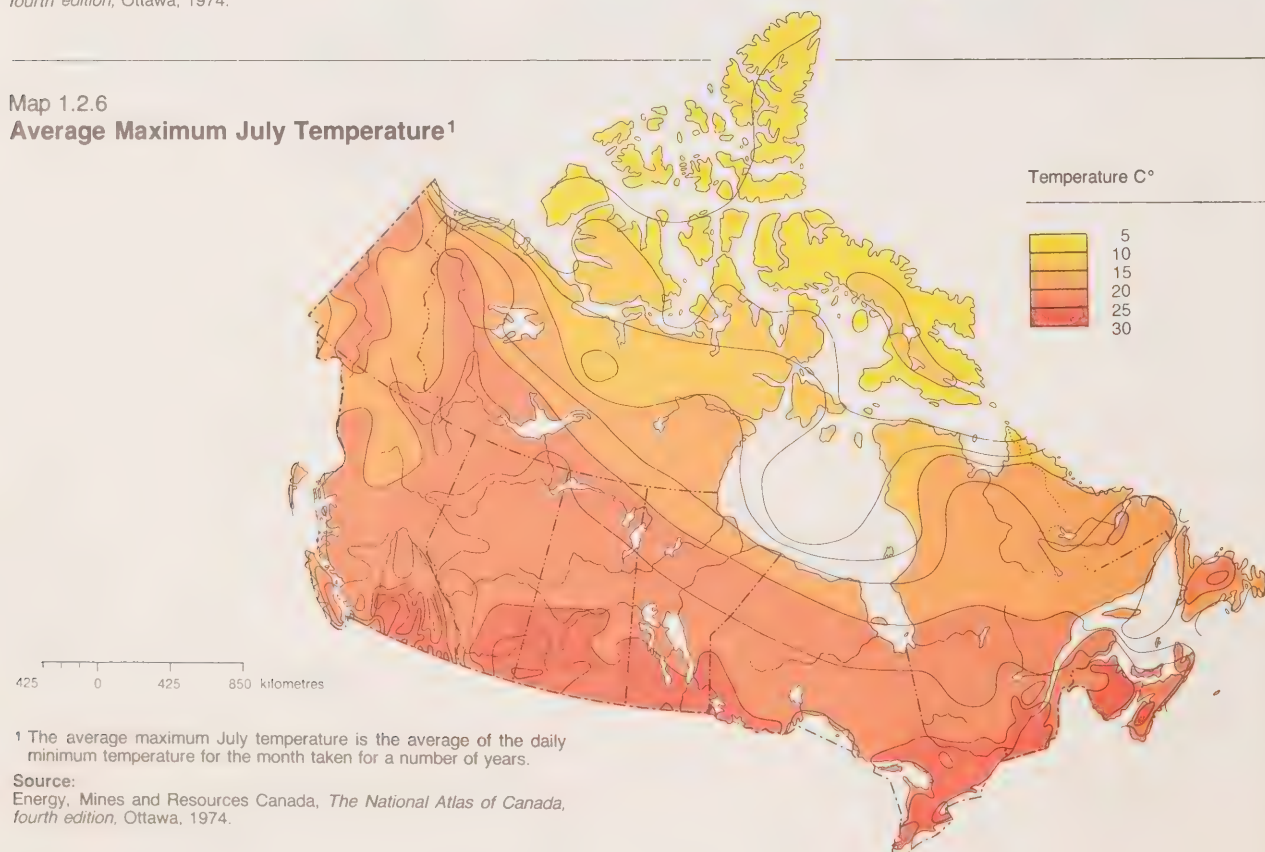 fourth edition, Ottawa, 1974.
Map 1.2.6
Average Maximum July Temperature¹
Temperature C°
5
10
15
20
25
30
425 0 425 850 kilometres
¹ The average maximum July temperature is the average of the daily
minimum temperature for the month taken for a number of years.
Source:
Energy, Mines and Resources Canada, The National Atlas of Canada,
fourth edition, Ottawa, 1974.